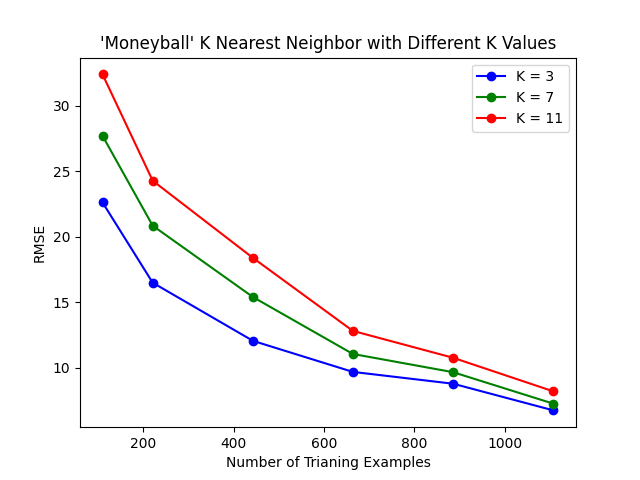 'Moneyball' K Nearest Neighbor with Different K Values
K = 3
K = 7
K = 11
RMSE
30
25
20
15
10
200 400 600 800 1000
Number of Trianing Examples